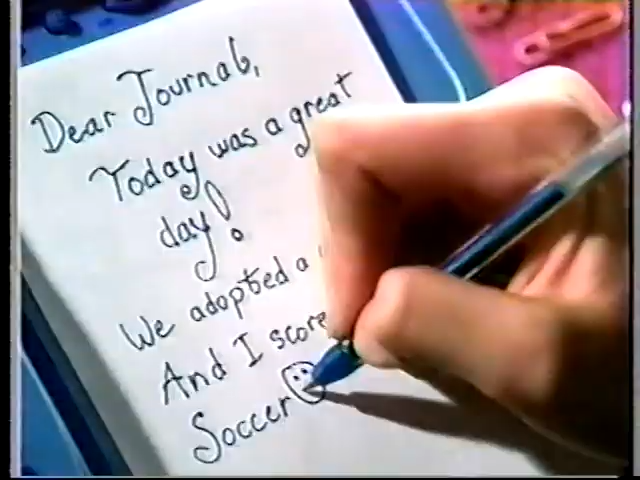 Dear Journal,
Today was a great
day!
We adopted a
And I score
Soccer